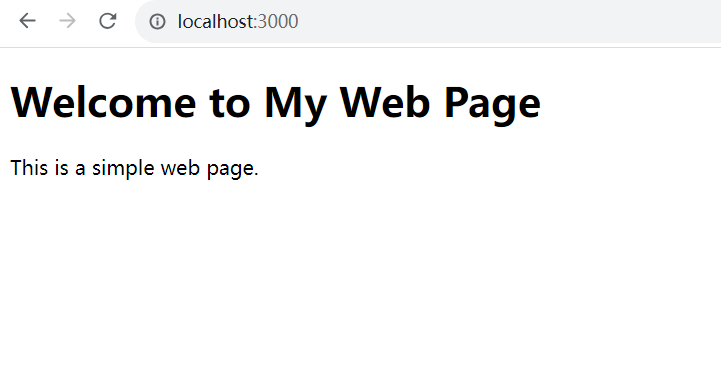 localhost:3000
Welcome to My Web Page
This is a simple web page.